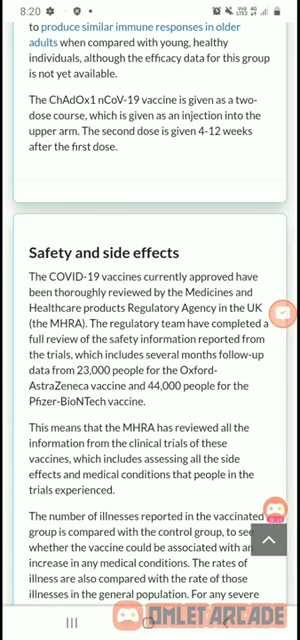 8:20
to produce similar immune responses in older
adults when compared with young, healthy
individuals, although the efficacy data for this group
is not yet available.
The ChAdOx1 nCoV-19 vaccine is given as a two-
dose course, which is given as an injection into the
upper arm. The second dose is given 4-12 weeks
after the first dose.
Safety and side effects
The COVID-19 vaccines currently approved have
been thoroughly reviewed by the Medicines and
Healthcare products Regulatory Agency in the UK
(the MHRA). The regulatory team have completed a
full review of the safety information reported from
the trials, which includes several months follow-up
data from 23,000 people for the Oxford-
AstraZeneca vaccine and 44,000 people for the
Pfizer-BioNTech vaccine.
This means that the MHRA has reviewed all the
information from the clinical trials of these
vaccines, which includes assessing all the side
effects and medical conditions that people in the
trials experienced.
The number of illnesses reported in the vaccinated
group is compared with the control group, to see
whether the vaccine could be associated with an
increase in any medical conditions. The rates of
illness are also compared with the rate of those
illnesses in the general population. For any severe
OMLET ARCADE